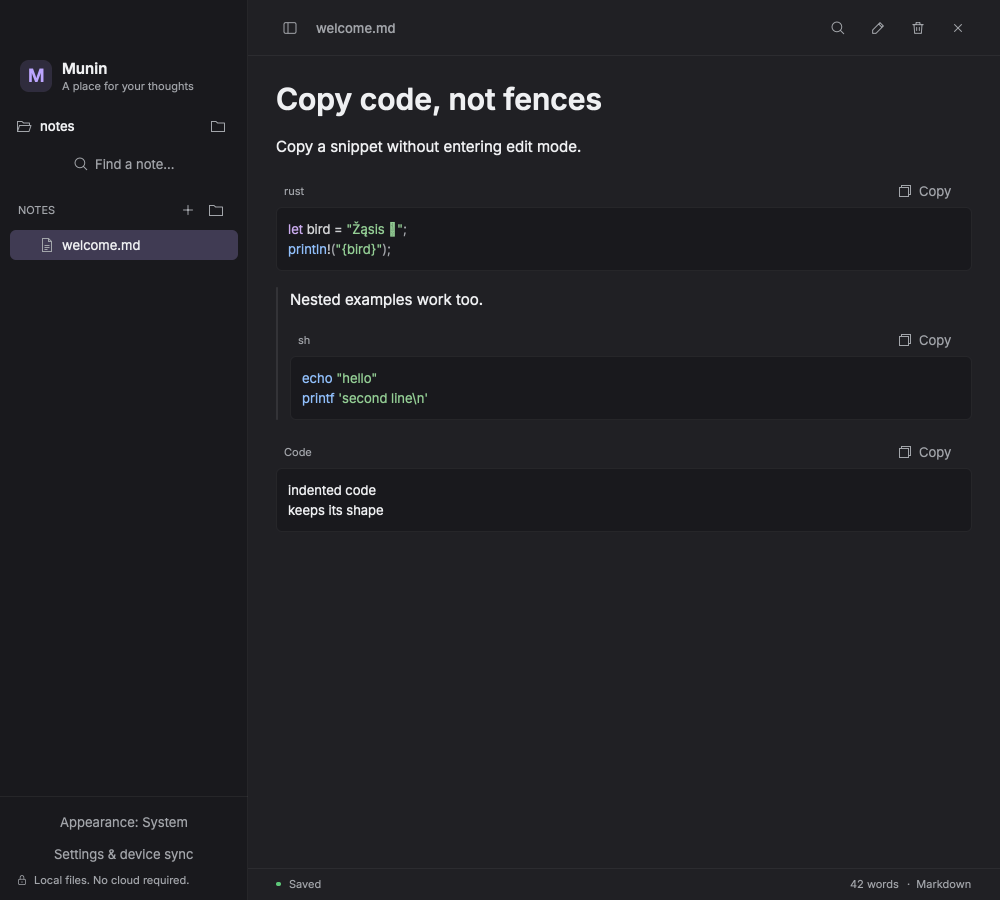 M
Munin
A place for your thoughts
notes
Find a note...
NOTES
welcome.md
Appearance: System
Settings & device sync
Local files. No cloud required.
welcome.md
Copy code, not fences
Copy a snippet without entering edit mode.
rust
Copy
let bird = "Žąsis ▯";
println!("{bird}");
Nested examples work too.
sh
Copy
echo "hello"
printf 'second line\n'
Code
Copy
indented code
keeps its shape
Saved
42 words · Markdown